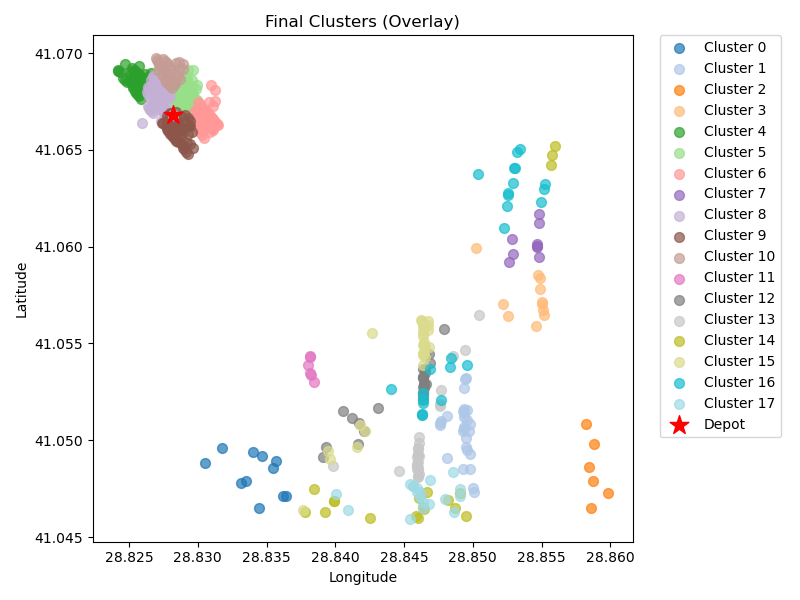 Final Clusters (Overlay)
Latitude
41.070
41.065
41.060
41.055
41.050
41.045
28.825 28.830 28.835 28.840 28.845 28.850 28.855 28.860
Longitude
Cluster 0
Cluster 1
Cluster 2
Cluster 3
Cluster 4
Cluster 5
Cluster 6
Cluster 7
Cluster 8
Cluster 9
Cluster 10
Cluster 11
Cluster 12
Cluster 13
Cluster 14
Cluster 15
Cluster 16
Cluster 17
Depot